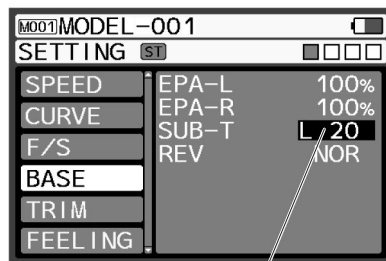 M001 MODEL-001
SETTING ST
SPEED
CURVE
F/S
BASE
TRIM
FEELING
EPA-L 100%
EPA-R 100%
SUB-T L 20
REV NOR